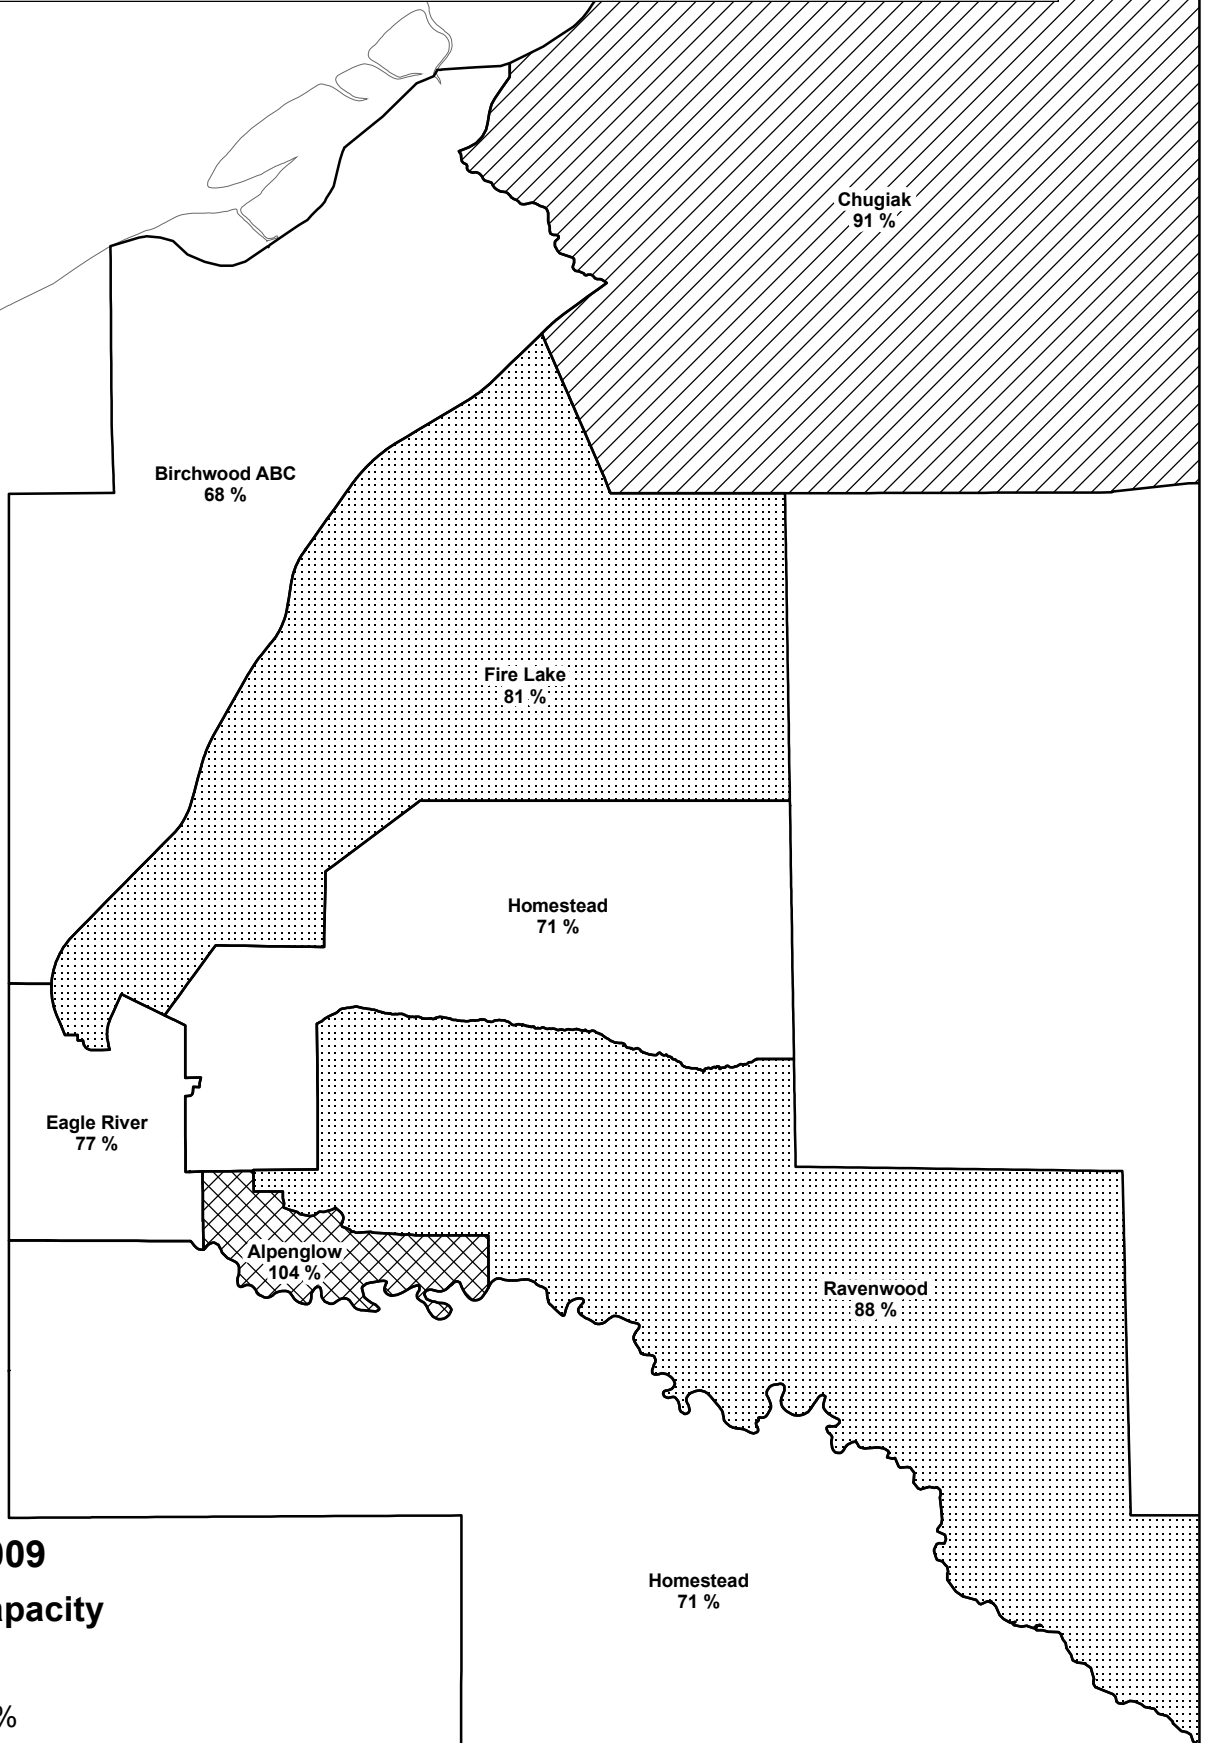 Chugiak
91 %
Birchwood ABC
68 %
Fire Lake
81 %
Homestead
71 %
Eagle River
77 %
Alpenglow
104 %
Ravenwood
88 %
009
apacity
Homestead
71 %
%